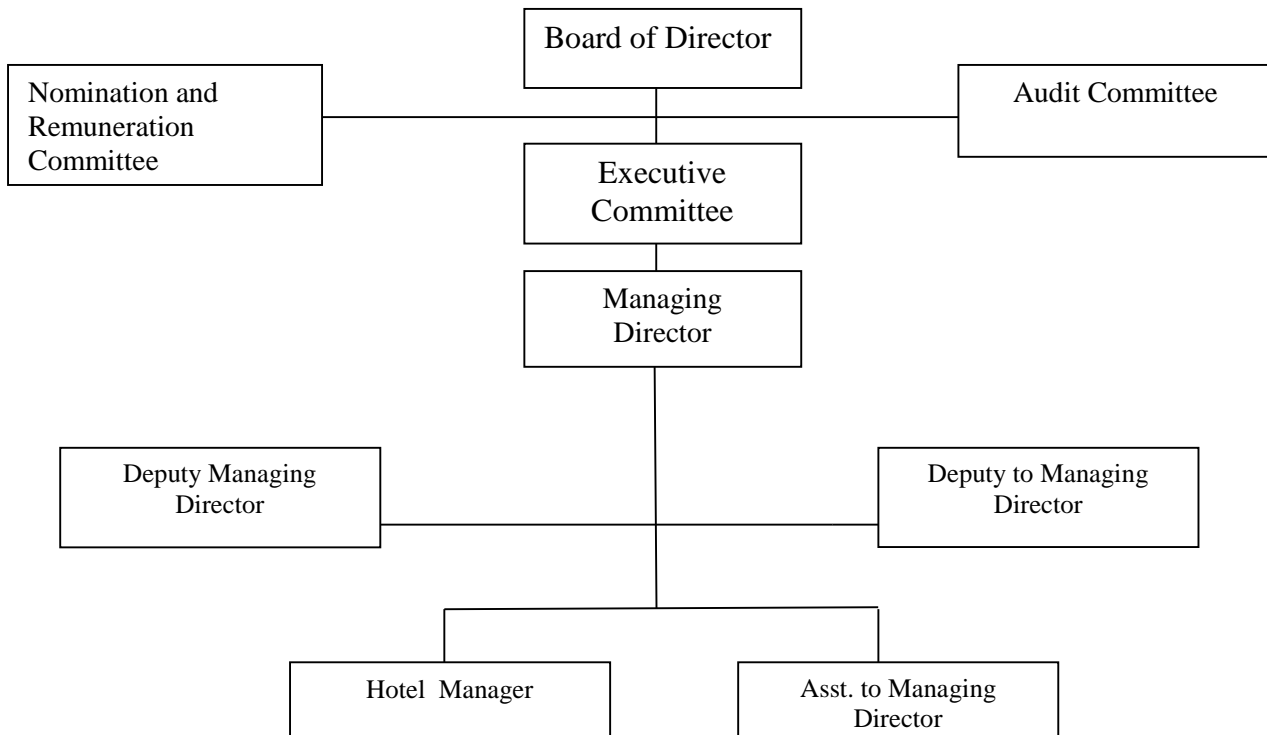 Board of Director
Nomination and
Remuneration
Committee
Audit Committee
Executive
Committee
Managing
Director
Deputy Managing
Director
Deputy to Managing
Director
Hotel Manager
Asst. to Managing
Director